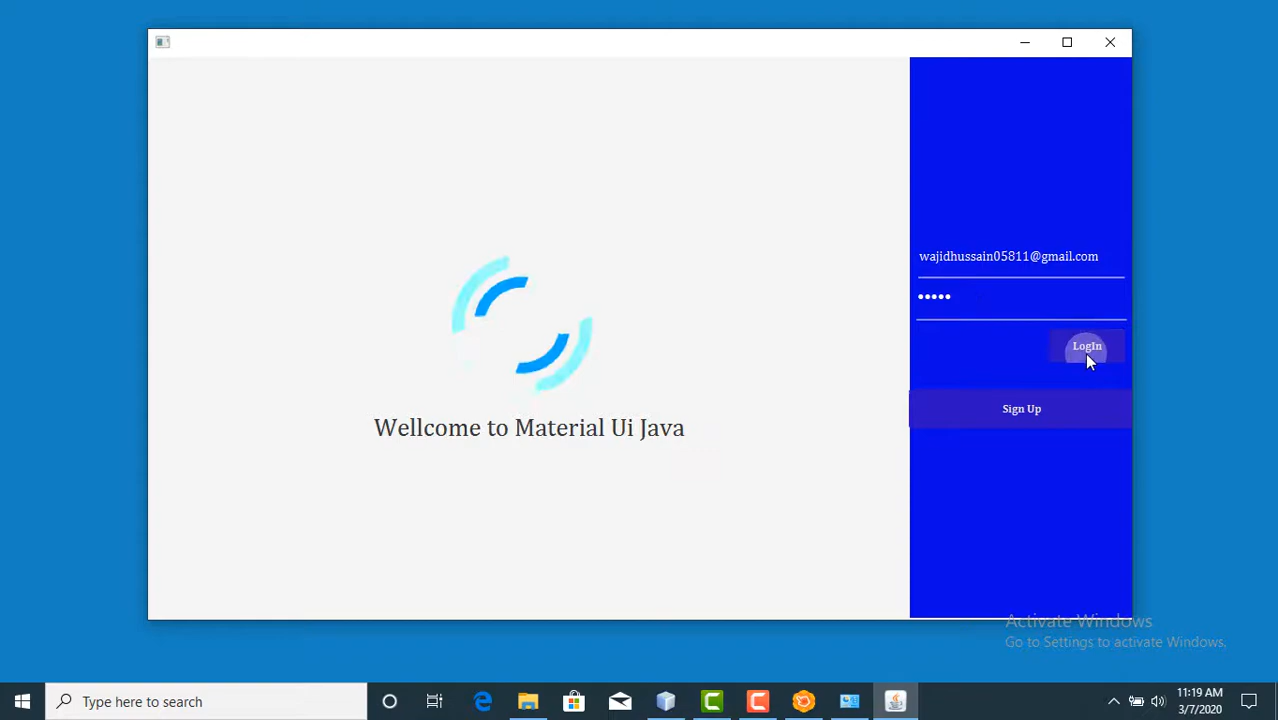 wajidhussain05811@gmail.com
LogIn
Sign Up
Wellcome to Material Ui Java
Activate Windows
Go to Settings to activate Windows.
Type here to search
11:19 AM
3/7/2020